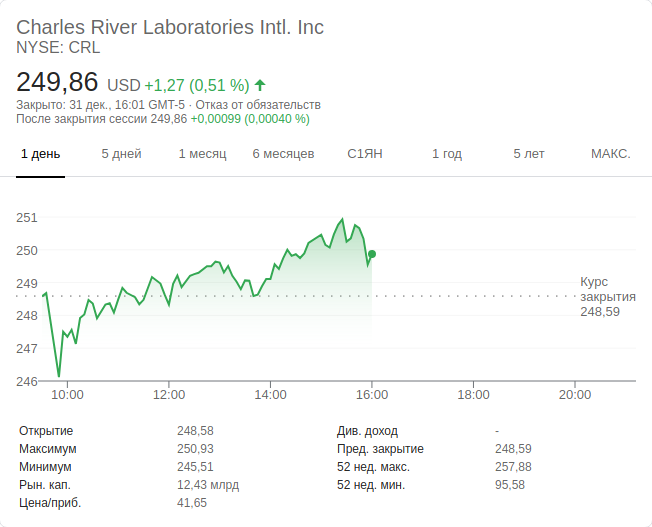 Charles River Laboratories Intl. Inc
NYSE: CRL
249,86 USD +1,27 (0,51 %)
Закрыто: 31 дек., 16:01 GMT-5 · Отказ от обязательств
После закрытия сессии 249,86 +0,00099 (0,00040 %)
1 день 5 дней 1 месяц 6 месяцев С1ЯН 1 год 5 лет МАКС.
251
250
249
248
247
246
Курс
закрытия
248,59
10:00 12:00 14:00 16:00 18:00 20:00
Открытие 248,58
Максимум 250,93
Минимум 245,51
Рын. кап. 12,43 млрд
Цена/приб. 41,65
Див. доход -
Пред. закрытие 248,59
52 нед. макс. 257,88
52 нед. мин. 95,58